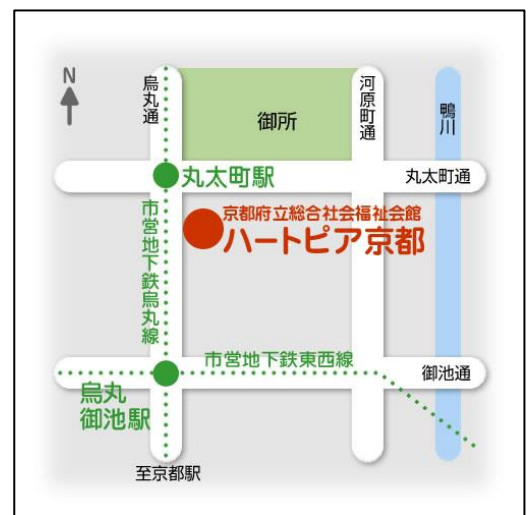 N
烏丸通
御所
河原町通
鴨川
丸太町駅
丸太町通
市営地下鉄烏丸線
京都府立総合社会福祉会館
ハートピア京都
市営地下鉄東西線
御池通
烏丸
御池駅
至京都駅